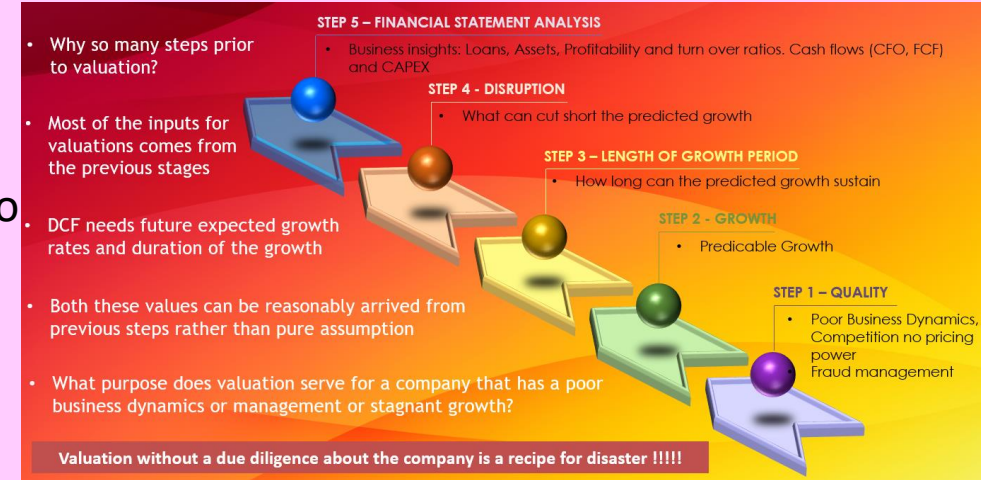 • Why so many steps prior
to valuation?
• Most of the inputs for
valuations comes from
the previous stages
o
• DCF needs future expected growth
rates and duration of the growth
• Both these values can be reasonably arrived from
previous steps rather than pure assumption
• What purpose does valuation serve for a company that has a poor
business dynamics or management or stagnant growth?
STEP 5 – FINANCIAL STATEMENT ANALYSIS
• Business insights: Loans, Assets, Profitability and turn over ratios. Cash flows (CFO, FCF)
and CAPEX
STEP 4 - DISRUPTION
• What can cut short the predicted growth
STEP 3 – LENGTH OF GROWTH PERIOD
• How long can the predicted growth sustain
STEP 2 - GROWTH
• Predicable Growth
STEP 1 – QUALITY
• Poor Business Dynamics,
Competition no pricing
power
• Fraud management
Valuation without a due diligence about the company is a recipe for disaster !!!!!